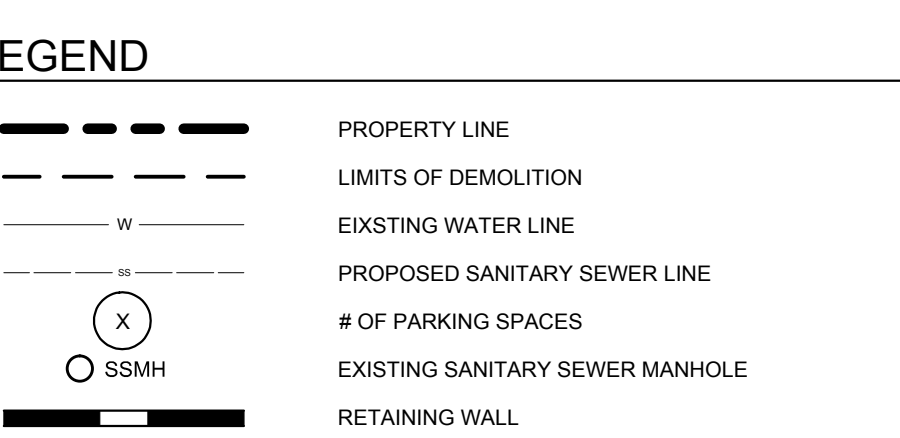 EGEND
PROPERTY LINE
LIMITS OF DEMOLITION
W EIXSTING WATER LINE
ss PROPOSED SANITARY SEWER LINE
X # OF PARKING SPACES
SSMH EXISTING SANITARY SEWER MANHOLE
RETAINING WALL